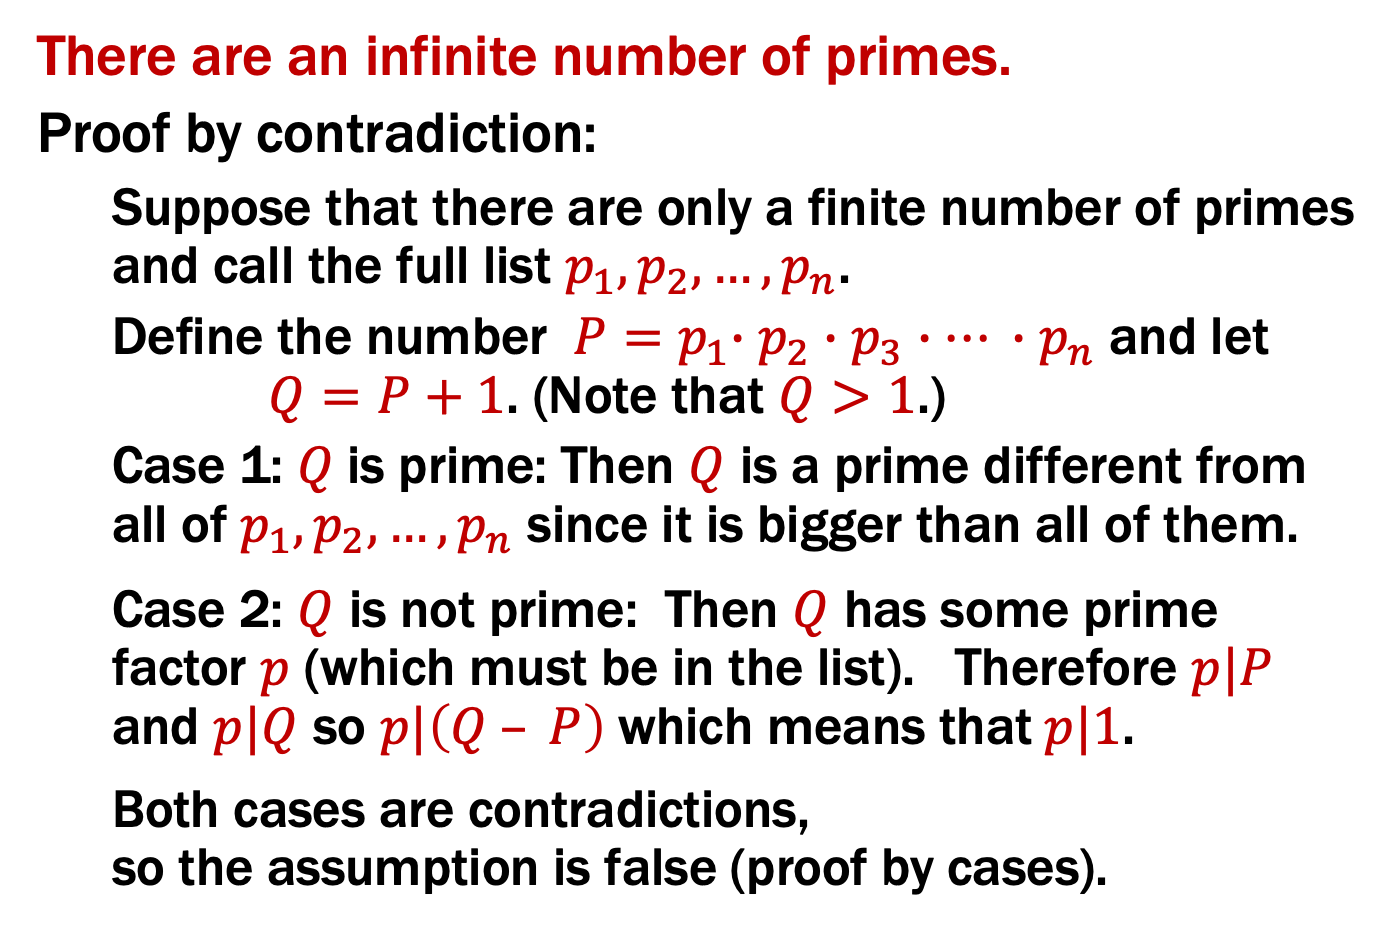 There are an infinite number of primes.
Proof by contradiction:
Suppose that there are only a finite number of primes
and call the full list p₁, p₂, … , pₙ.
Define the number P = p₁ · p₂ · p₃ · ⋯ · pₙ and let
Q = P + 1. (Note that Q > 1.)
Case 1: Q is prime: Then Q is a prime different from
all of p₁, p₂, … , pₙ since it is bigger than all of them.
Case 2: Q is not prime: Then Q has some prime
factor p (which must be in the list). Therefore p|P
and p|Q so p|(Q – P) which means that p|1.
Both cases are contradictions,
so the assumption is false (proof by cases).